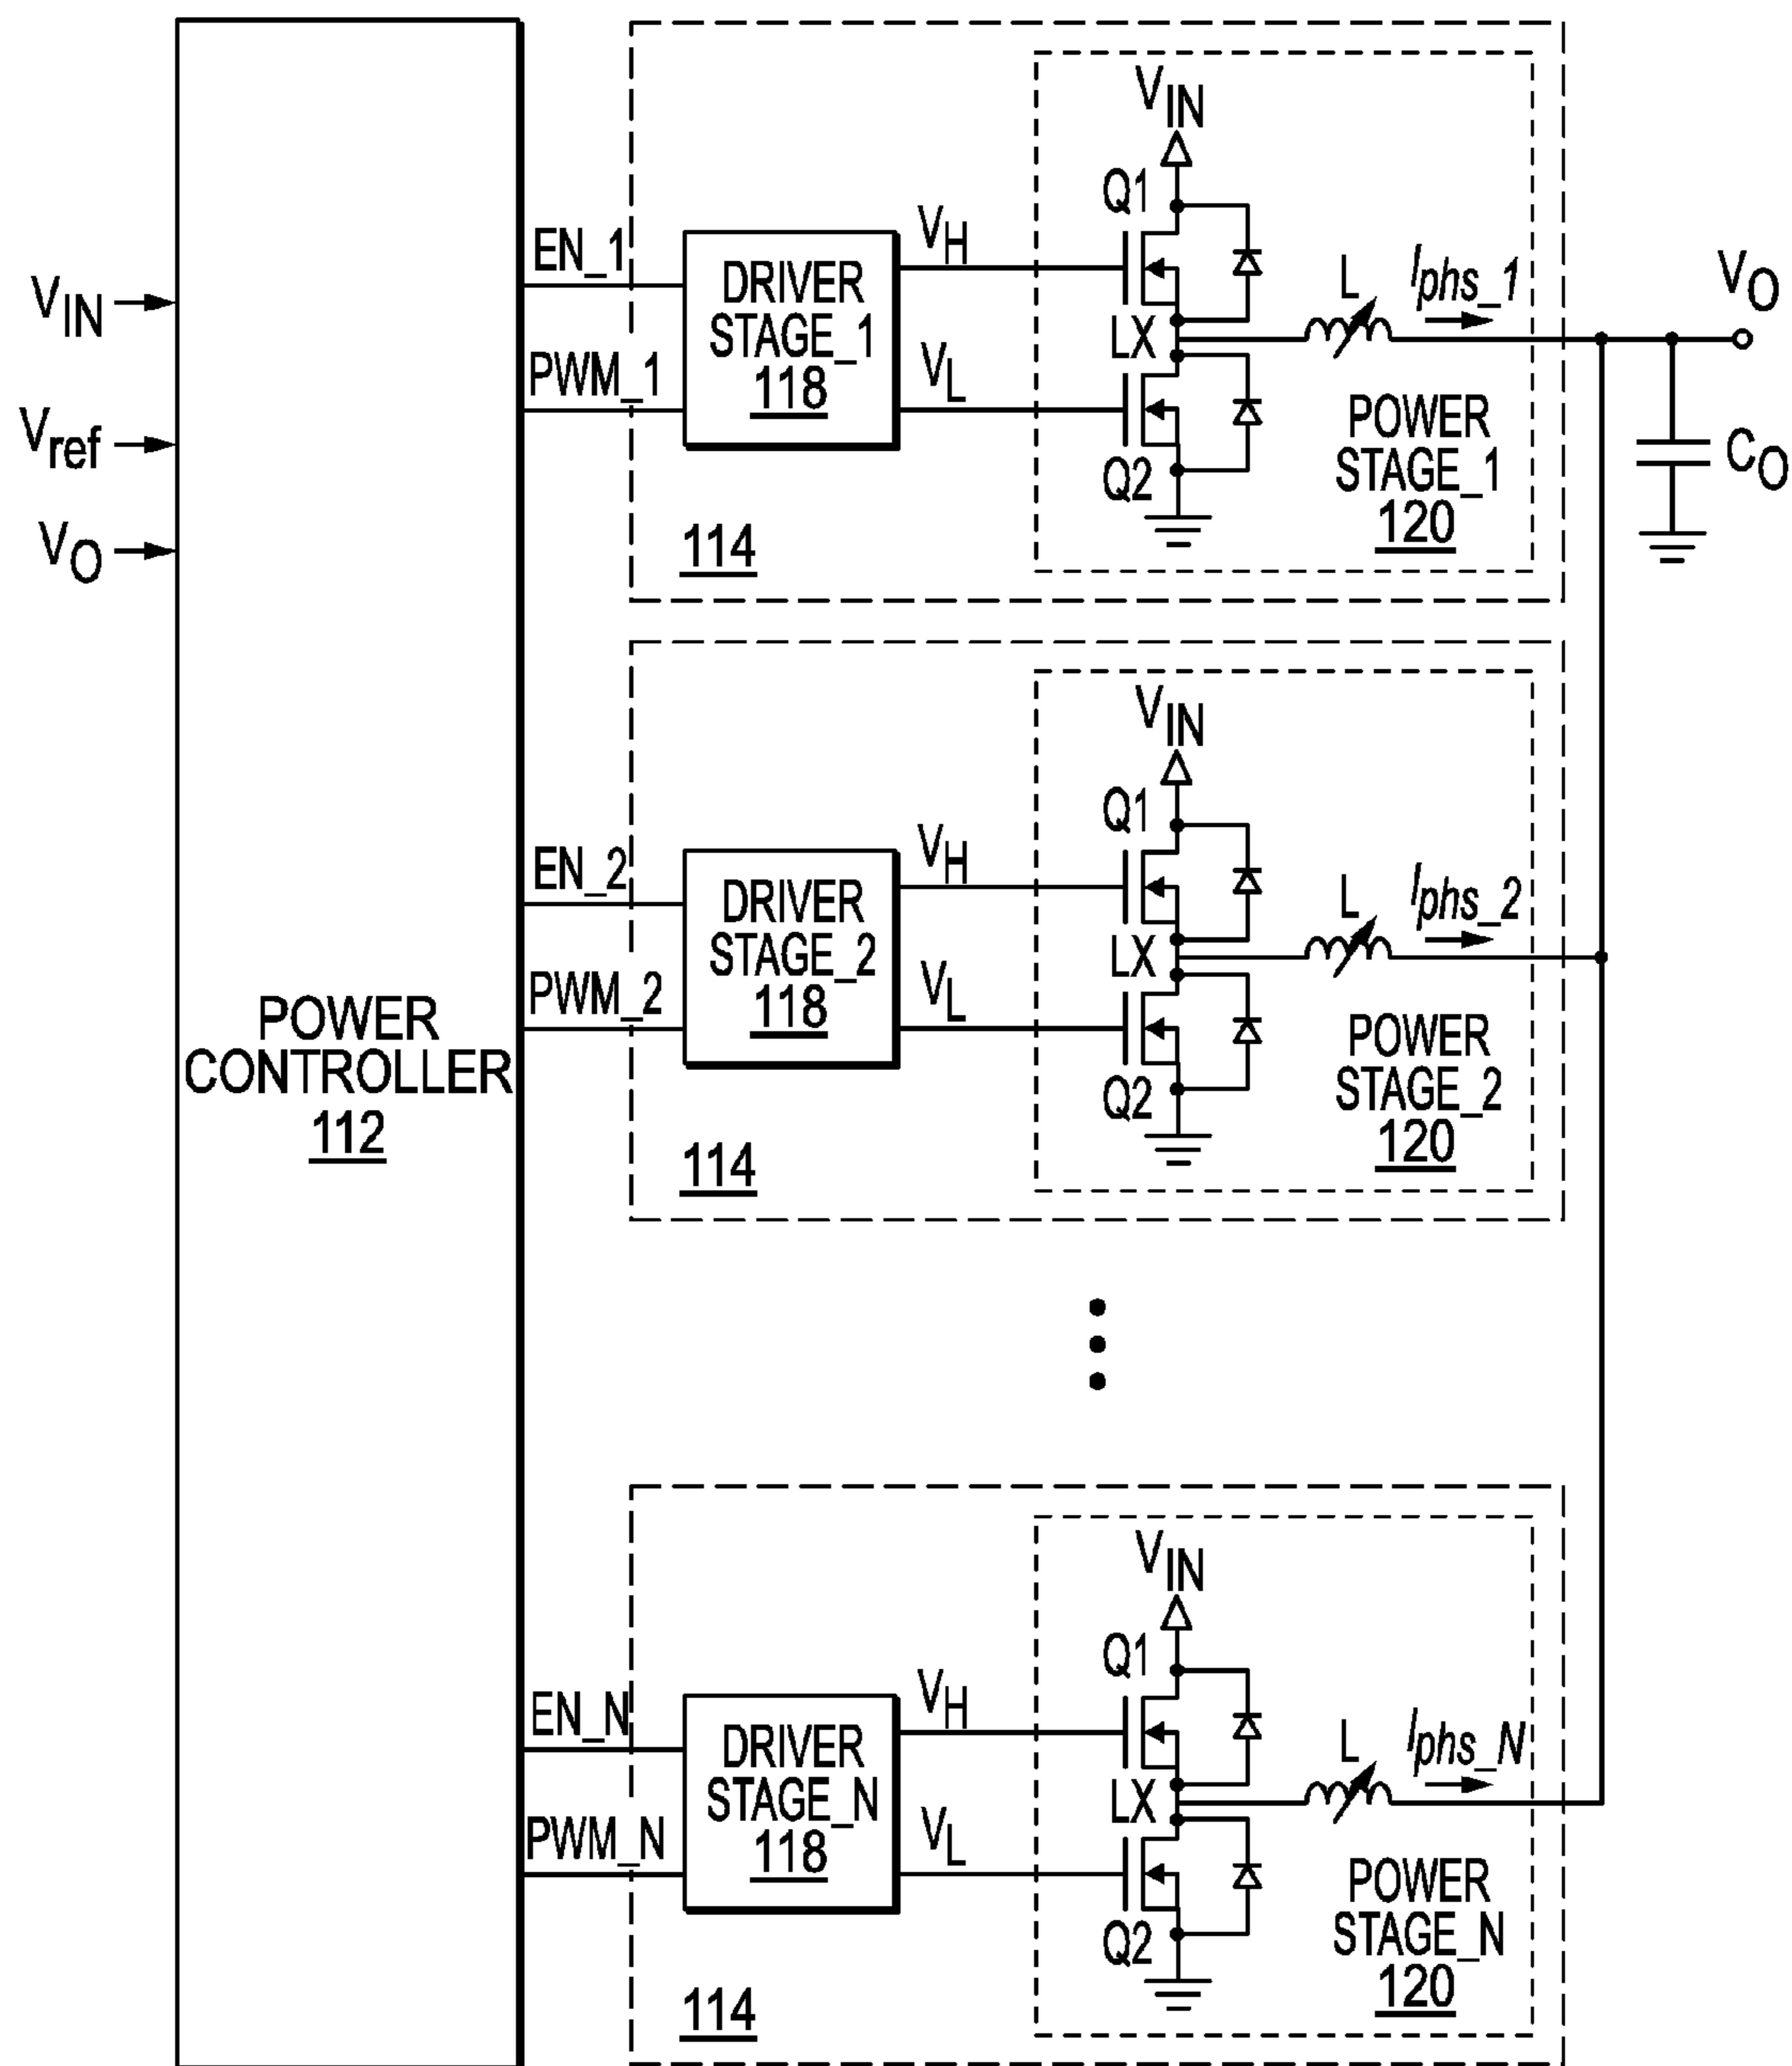 VIN
Vref
VO
POWER
CONTROLLER
112
EN_1
PWM_1
DRIVER
STAGE_1
118
VH
VL
114
VIN
Q1
LX
Q2
L
Iphs_1
POWER
STAGE_1
120
VO
CO
EN_2
PWM_2
DRIVER
STAGE_2
118
VH
VL
114
VIN
Q1
LX
Q2
L
Iphs_2
POWER
STAGE_2
120
EN_N
PWM_N
DRIVER
STAGE_N
118
VH
VL
114
VIN
Q1
LX
Q2
L
Iphs_N
POWER
STAGE_N
120